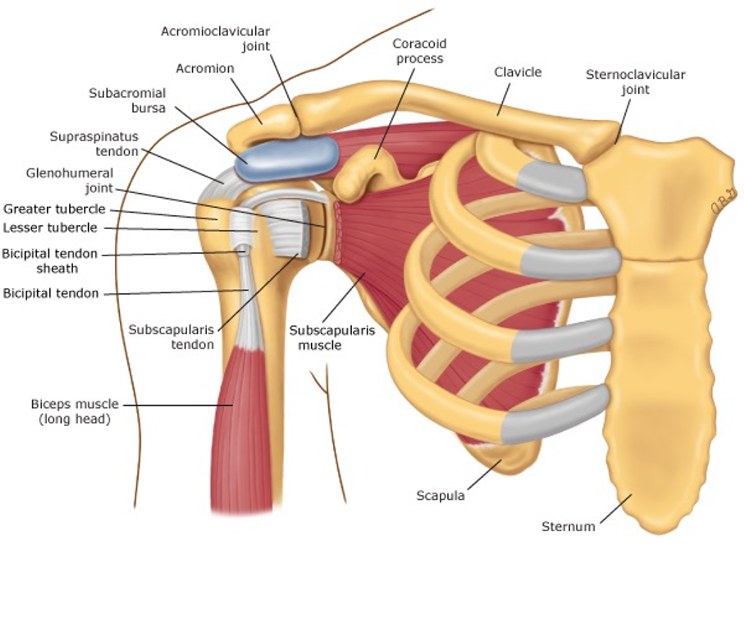 Acromioclavicular
joint
Acromion
Subacromial
bursa
Supraspinatus
tendon
Glenohumeral
joint
Greater tubercle
Lesser tubercle
Bicipital tendon
sheath
Bicipital tendon
Subscapularis
tendon
Biceps muscle
(long head)
Coracoid
process
Clavicle
Sternoclavicular
joint
Subscapularis
muscle
Scapula
Sternum